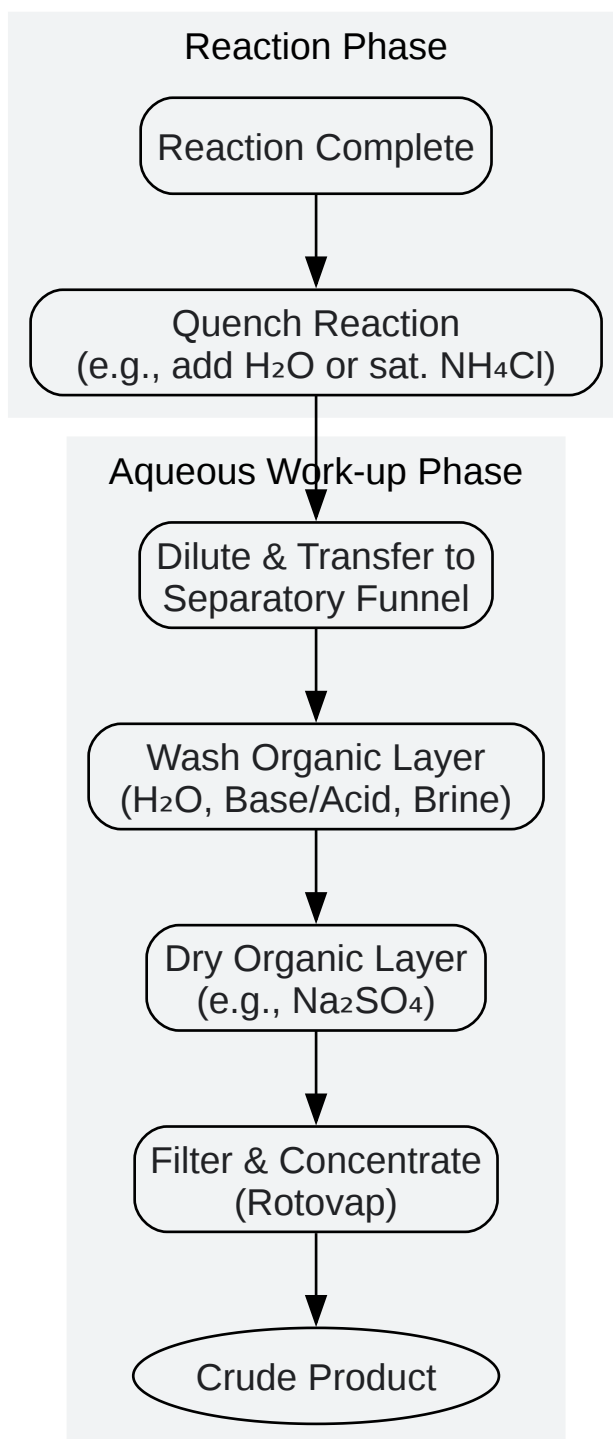 Reaction Phase
Reaction Complete
Quench Reaction
(e.g., add H₂O or sat. NH₄Cl)
Aqueous Work-up Phase
Dilute & Transfer to
Separatory Funnel
Wash Organic Layer
(H₂O, Base/Acid, Brine)
Dry Organic Layer
(e.g., Na₂SO₄)
Filter & Concentrate
(Rotovap)
Crude Product